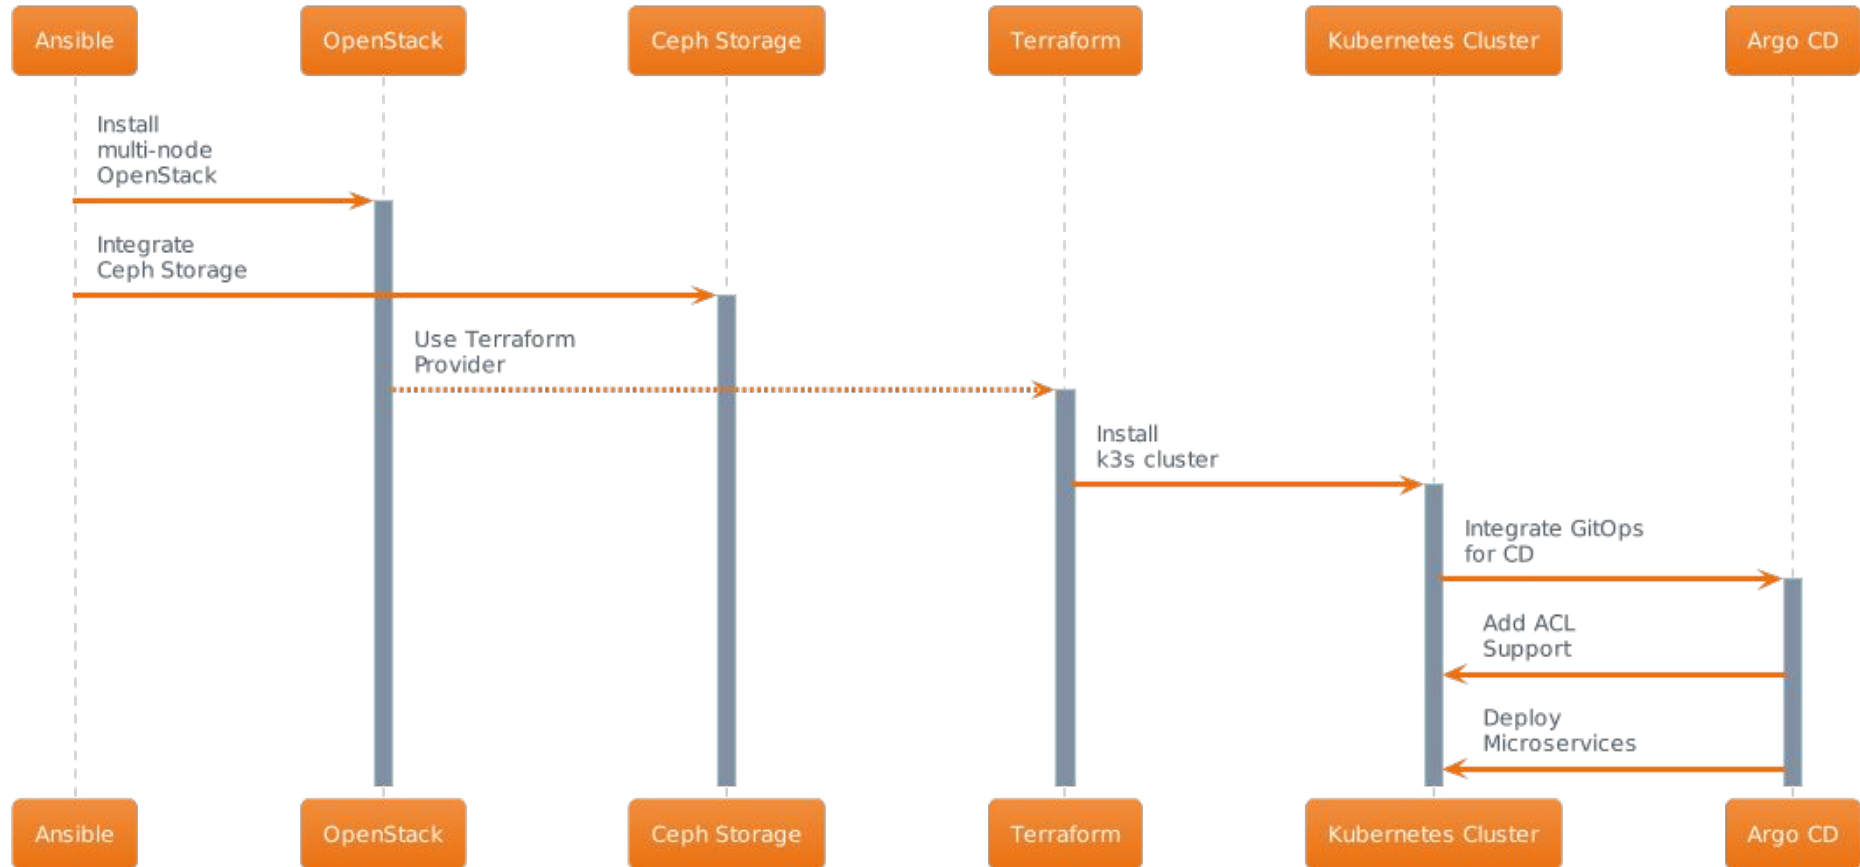 Ansible
OpenStack
Ceph Storage
Terraform
Kubernetes Cluster
Argo CD
Install
multi-node
OpenStack
Integrate
Ceph Storage
Use Terraform
Provider
Install
k3s cluster
Integrate GitOps
for CD
Add ACL
Support
Deploy
Microservices
Ansible
OpenStack
Ceph Storage
Terraform
Kubernetes Cluster
Argo CD